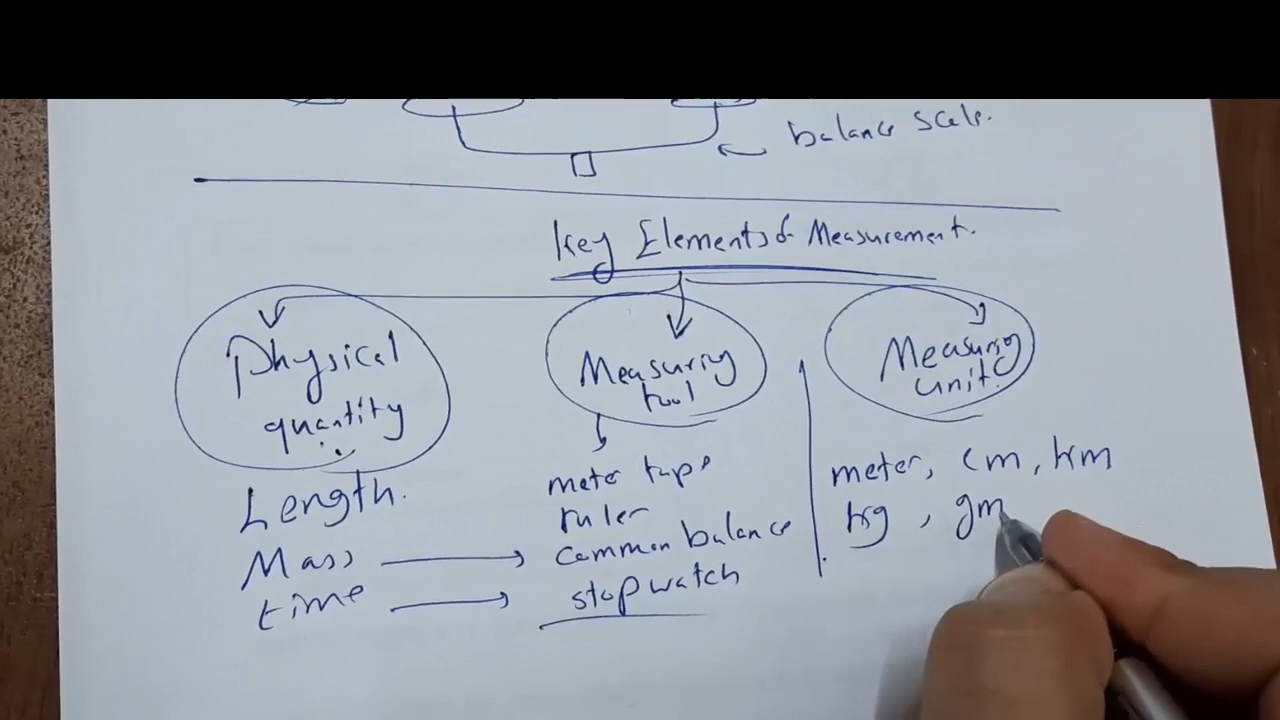 balance scale.
Key Elements of Measurement.
Physical
quantity
Measuring
tool
Measuring
unit.
Length.
Mass
time
meter tape
ruler
common balance
stopwatch
meter, cm, km
kg, gm